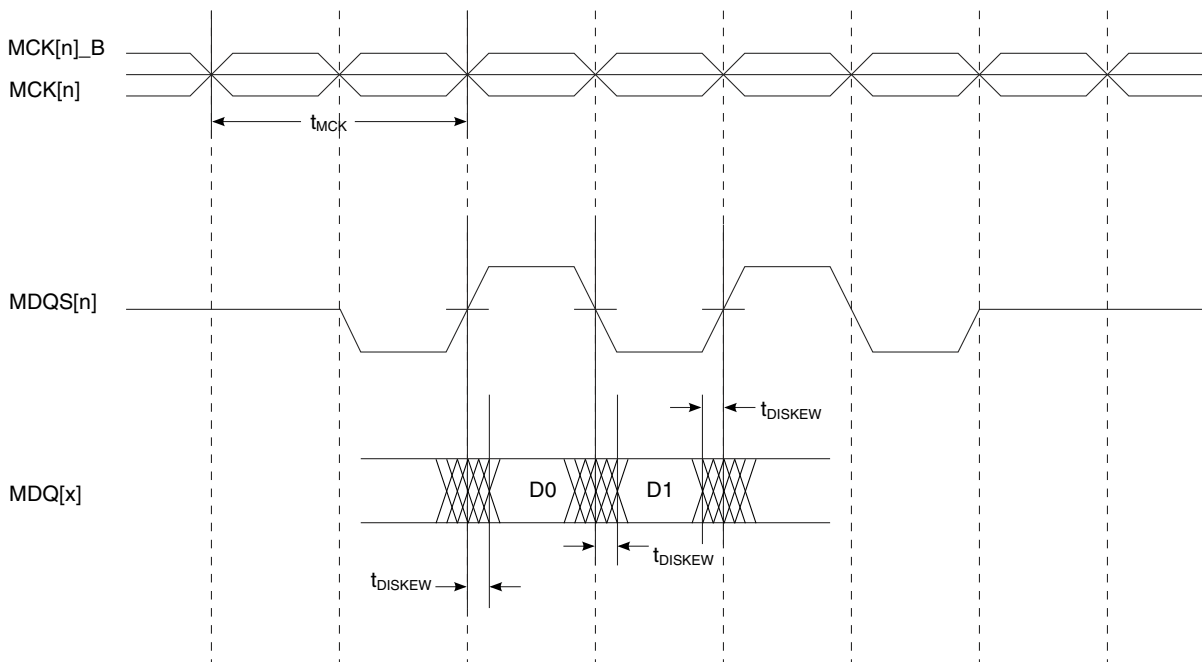 MCK[n]_B
MCK[n]
tMCK
MDQS[n]
tDISKEW
MDQ[x]
D0
D1
tDISKEW
tDISKEW